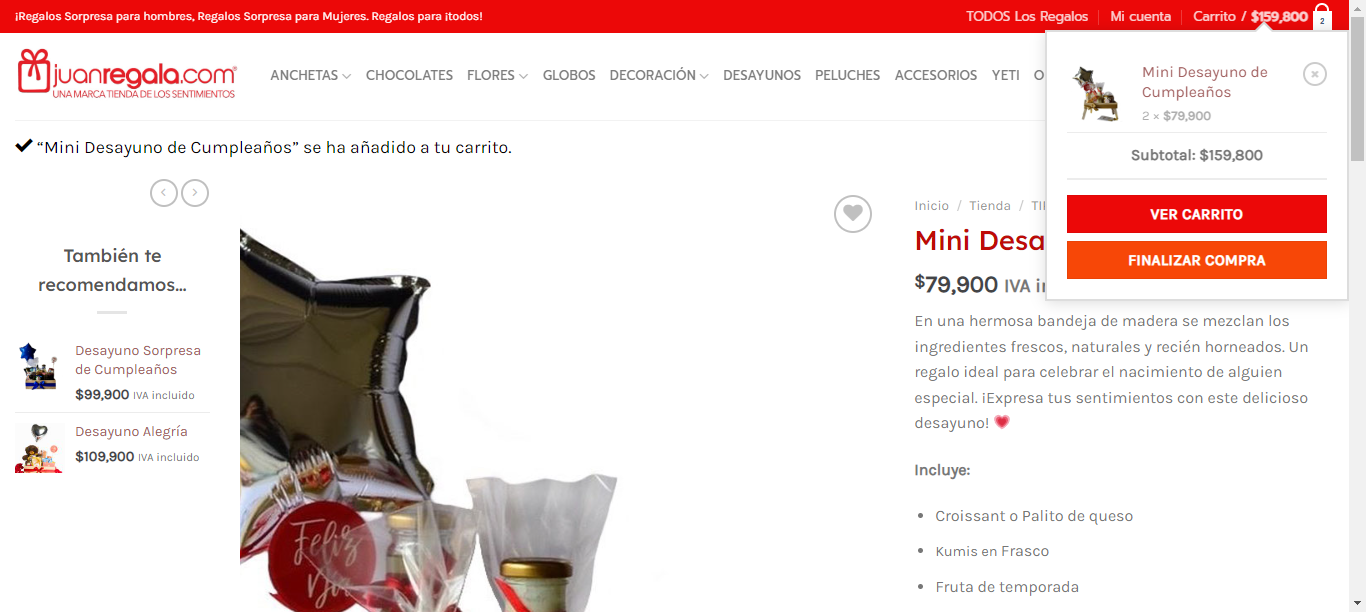 ¡Regalos Sorpresa para hombres, Regalos Sorpresa para Mujeres. Regalos para ¡todos!
TODOS Los Regalos
Mi cuenta
Carrito / $159,800
2
juanregala.com®
UNA MARCA TIENDA DE LOS SENTIMIENTOS
ANCHETAS
CHOCOLATES
FLORES
GLOBOS
DECORACIÓN
DESAYUNOS
PELUCHES
ACCESORIOS
YETI
Mini Desayuno de
Cumpleaños
2 × $79,900
Subtotal: $159,800
VER CARRITO
FINALIZAR COMPRA
“Mini Desayuno de Cumpleaños” se ha añadido a tu carrito.
También te
recomendamos...
Desayuno Sorpresa
de Cumpleaños
$99,900 IVA incluido
Desayuno Alegría
$109,900 IVA incluido
Feliz
Inicio / Tienda /
Mini
$79,900 IVA
En una hermosa bandeja de madera se mezclan los
ingredientes frescos, naturales y recién horneados. Un
regalo ideal para celebrar el nacimiento de alguien
especial. ¡Expresa tus sentimientos con este delicioso
desayuno!
Incluye:
Croissant o Palito de queso
Kumis en Frasco
Fruta de temporada